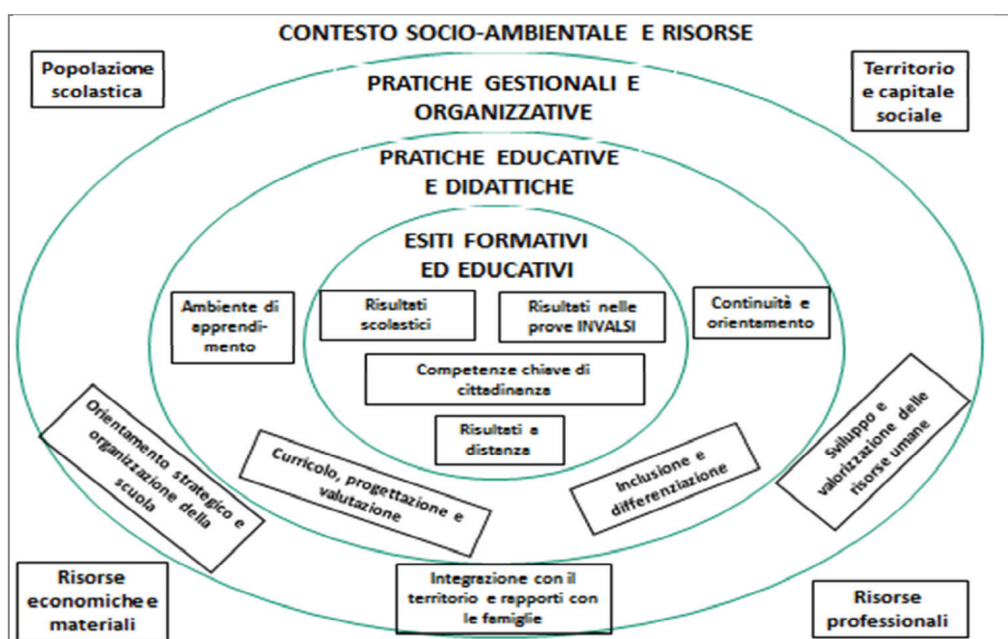 CONTESTO SOCIO-AMBIENTALE E RISORSE
Popolazione
scolastica
Territorio
e capitale
sociale
PRATICHE GESTIONALI E
ORGANIZZATIVE
PRATICHE EDUCATIVE
E DIDATTICHE
ESITI FORMATIVI
ED EDUCATIVI
Ambiente di
apprendi-
mento
Risultati
scolastici
Risultati nelle
prove INVALSI
Continuità e
orientamento
Competenze chiave di
cittadinanza
Risultati a
distanza
Orientamento strategico e
organizzazione della
scuola
Curricolo, progettazione e
valutazione
Inclusione e
differenziazione
Sviluppo e
valorizzazione delle
risorse umane
Risorse
economiche e
materiali
Integrazione con il
territorio e rapporti con
le famiglie
Risorse
professionali